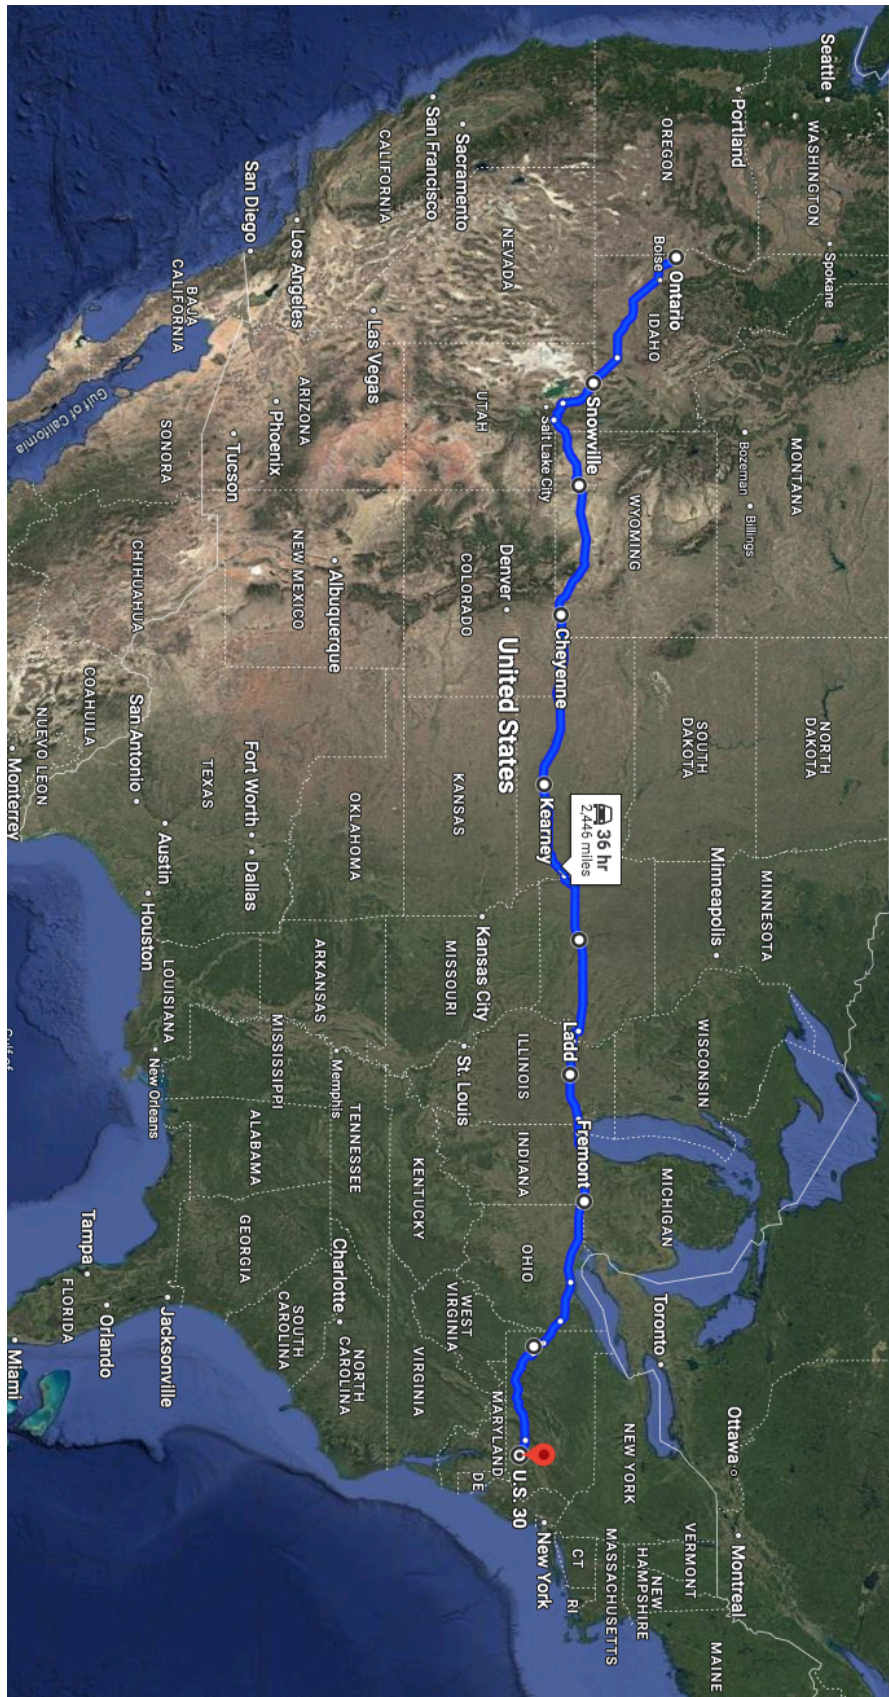 Seattle
WASHINGTON
Spokane
Portland
OREGON
Boise
Ontario
IDAHO
MONTANA
Bozeman
Billings
NORTH
DAKOTA
SOUTH
DAKOTA
MINNESOTA
Minneapolis
WISCONSIN
MICHIGAN
Toronto
Ottawa
Montreal
MAINE
VERMONT
NEW
HAMPSHIRE
MASSACHUSETTS
NEW YORK
CT
RI
New York
U.S. 30
Snowville
WYOMING
Salt Lake City
Cheyenne
36 hr
2,446 miles
Kearney
Ladd
Fremont
Sacramento
San Francisco
CALIFORNIA
NEVADA
UTAH
Denver
COLORADO
United States
KANSAS
Kansas City
MISSOURI
St. Louis
ILLINOIS
INDIANA
OHIO
WEST
VIRGINIA
MARYLAND
DE
VIRGINIA
KENTUCKY
Las Vegas
Los Angeles
San Diego
BAJA
CALIFORNIA
Gulf of California
ARIZONA
Phoenix
Tucson
SONORA
NEW MEXICO
Albuquerque
CHIHUAHUA
COAHUILA
NUEVO LEON
Monterrey
OKLAHOMA
TEXAS
Fort Worth
Dallas
San Antonio
Austin
Houston
ARKANSAS
LOUISIANA
New Orleans
Memphis
TENNESSEE
MISSISSIPPI
ALABAMA
GEORGIA
Charlotte
NORTH
CAROLINA
SOUTH
CAROLINA
Jacksonville
Tampa
Orlando
FLORIDA
Miami